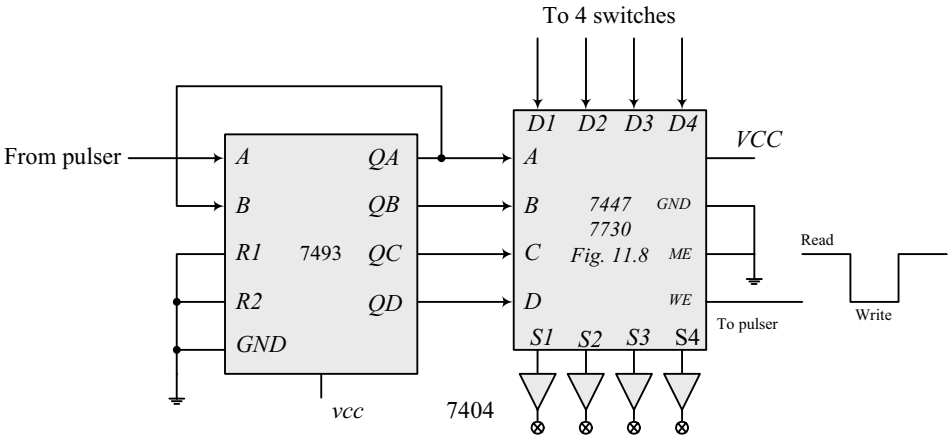 To 4 switches
D1 D2 D3 D4
From pulser
A QA
A
VCC
B QB
B
7447
7730
Fig. 11.8
GND
R1 7493 QC
C
ME
Read
R2 QD
D
WE
To pulser
Write
GND
S1 S2 S3 S4
vcc
7404